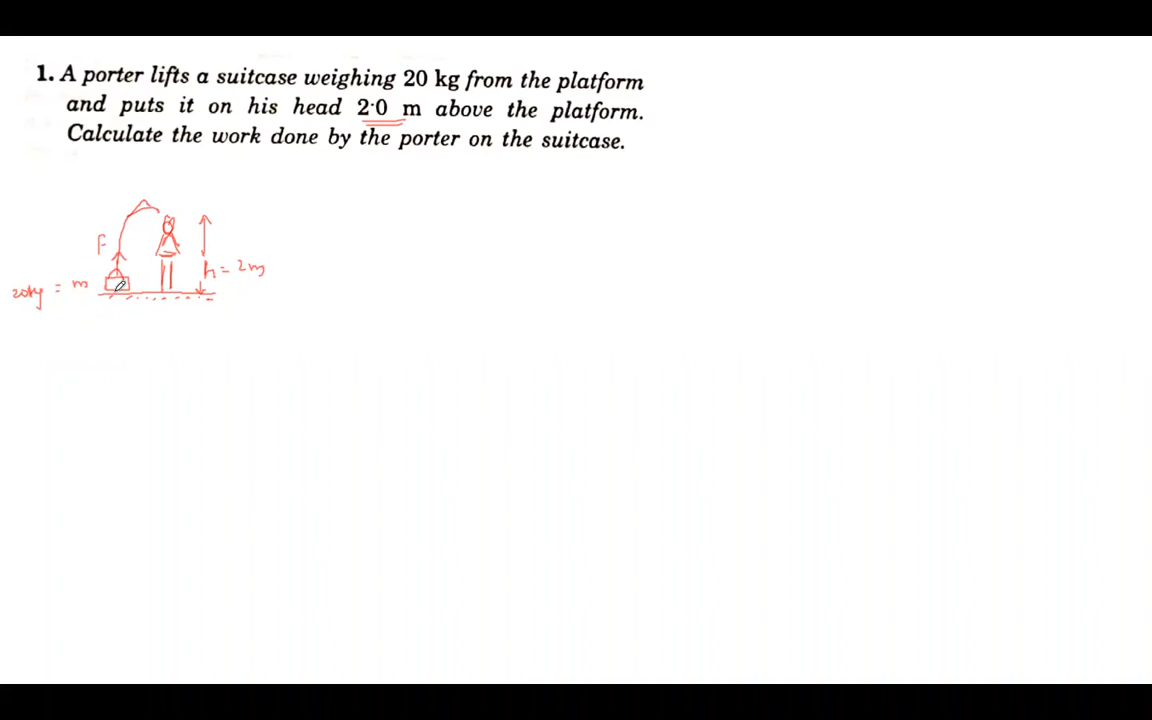 1. A porter lifts a suitcase weighing 20 kg from the platform
and puts it on his head 2·0 m above the platform.
Calculate the work done by the porter on the suitcase.
F
h = 2m
20kg = m